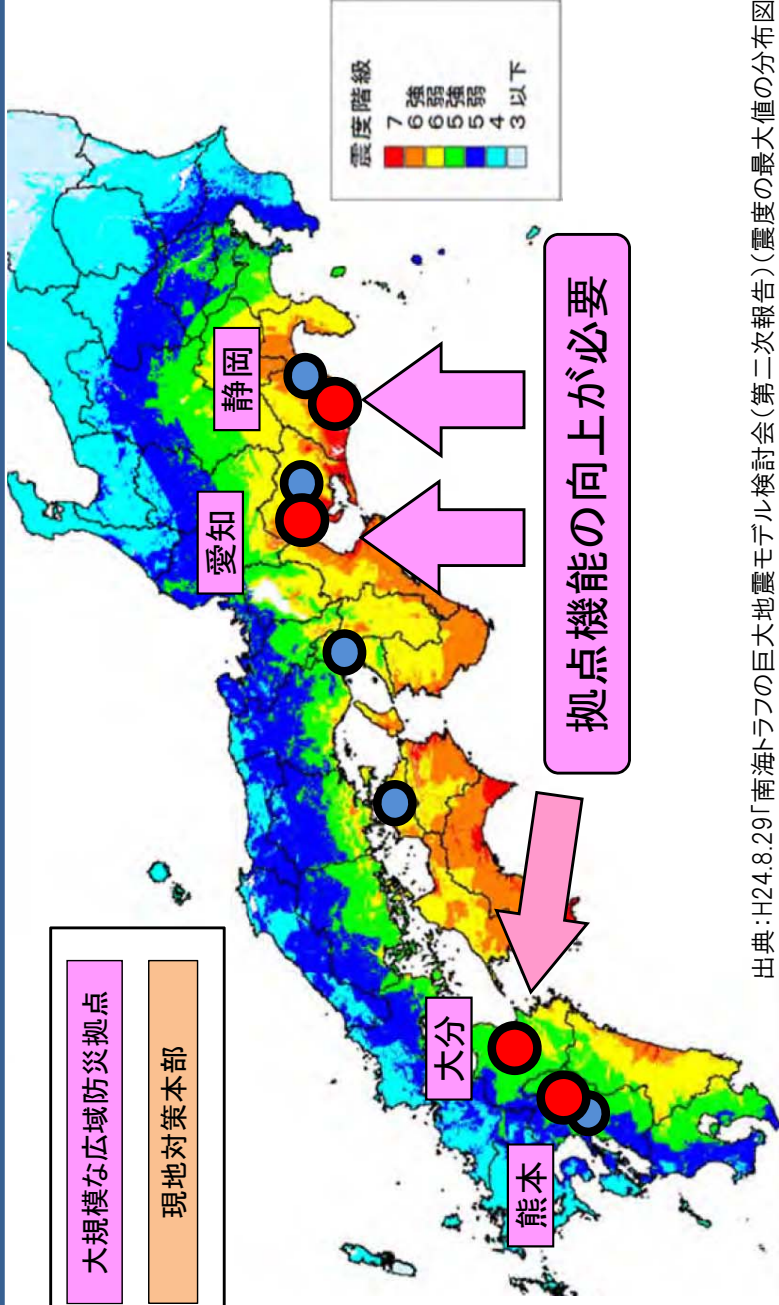 大規模な広域防災拠点
現地対策本部
熊本
大分
愛知
静岡
震度階級
7
6強
6弱
5強
5弱
4
3以下
拠点機能の向上が必要
出典:H24.8.29「南海トラフの巨大地震モデル検討会(第二次報告)(震度の最大値の分布図